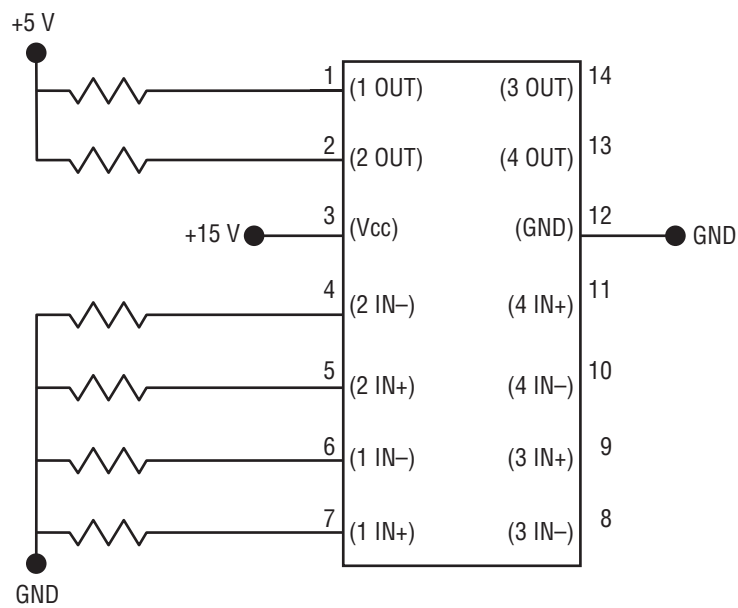 +5 V
1 (1 OUT) (3 OUT) 14
2 (2 OUT) (4 OUT) 13
+15 V 3 (Vcc) (GND) 12 GND
4 (2 IN–) (4 IN+) 11
5 (2 IN+) (4 IN–) 10
6 (1 IN–) (3 IN+) 9
7 (1 IN+) (3 IN–) 8
GND